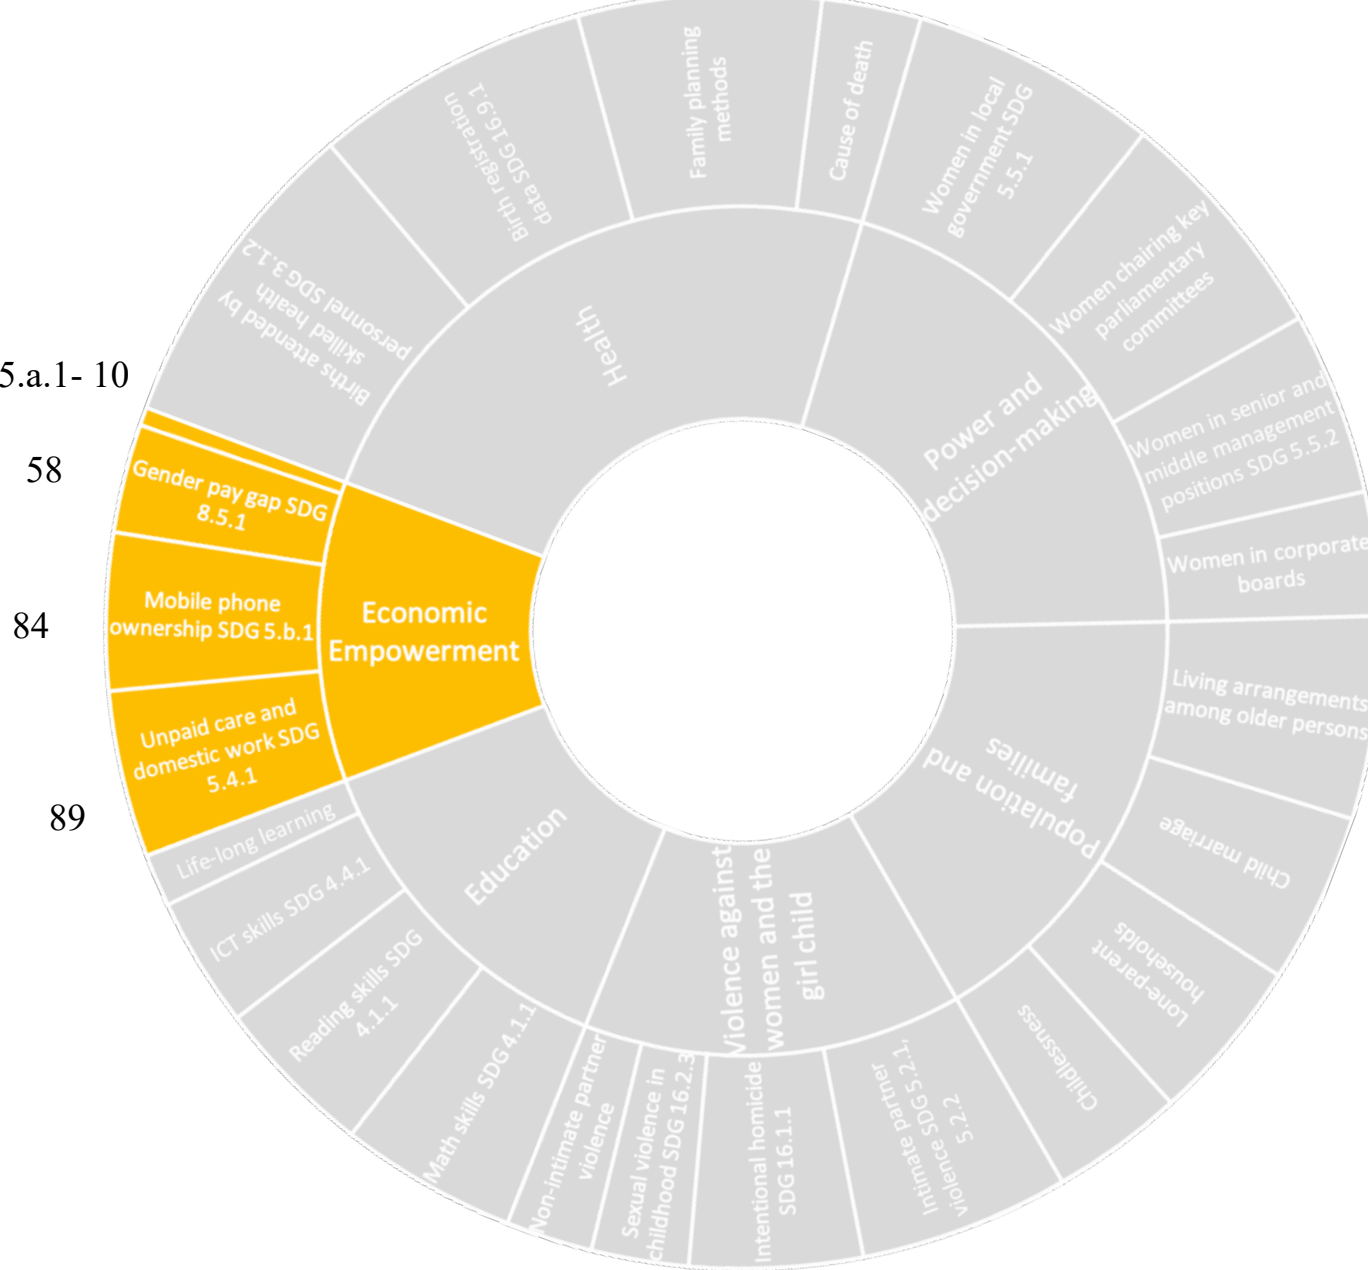 Family planning
methods
Cause of death
Women in local
government SDG
5.5.1
Women chairing key
parliamentary
committees
Women in senior and
middle management
positions SDG 5.5.2
Women in corporate
boards
Living arrangements
among older persons
Child marriage
Lone-parent
households
Childlessness
Intimate partner
violence SDG 5.2.1,
5.2.2
Intentional homicide
SDG 16.1.1
Sexual violence in
childhood SDG 16.2.3
Non-intimate partner
violence
Math skills SDG 4.1.1
Reading skills SDG
4.1.1
ICT skills SDG 4.4.1
Life-long learning
89
Unpaid care and
domestic work SDG
5.4.1
84
Mobile phone
ownership SDG 5.b.1
58
Gender pay gap SDG
8.5.1
5.a.1- 10
Births attended by
skilled health
personnel SDG 3.1.2
Birth registration
data SDG 16.9.1
Health
Power and
decision-making
Population and
families
Violence against
women and the
girl child
Education
Economic
Empowerment